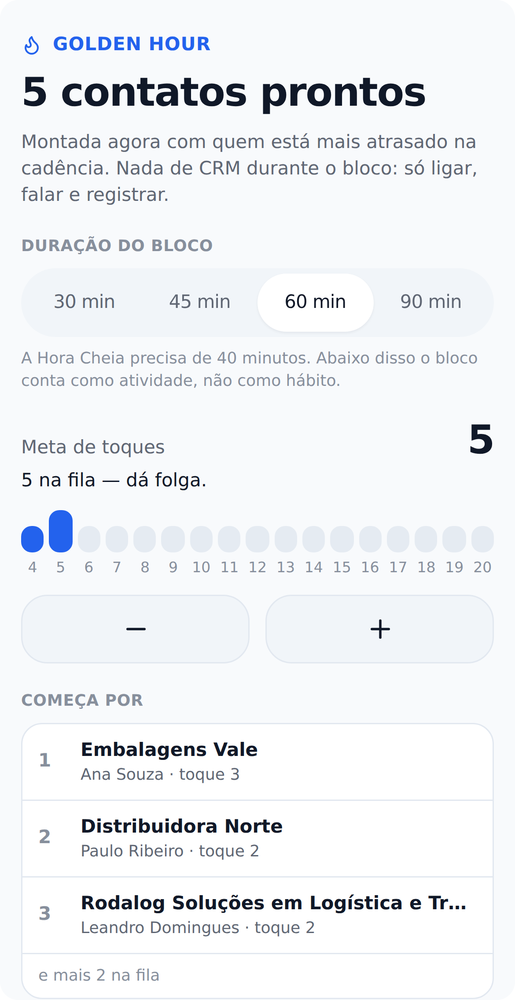 GOLDEN HOUR
5 contatos prontos
Montada agora com quem está mais atrasado na
cadência. Nada de CRM durante o bloco: só ligar,
falar e registrar.
DURAÇÃO DO BLOCO
30 min 45 min 60 min 90 min
A Hora Cheia precisa de 40 minutos. Abaixo disso o bloco
conta como atividade, não como hábito.
Meta de toques 5
5 na fila — dá folga.
4 5 6 7 8 9 10 11 12 13 14 15 16 17 18 19 20
COMEÇA POR
1 Embalagens Vale
Ana Souza · toque 3
2 Distribuidora Norte
Paulo Ribeiro · toque 2
3 Rodalog Soluções em Logística e Tr...
Leandro Domingues · toque 2
e mais 2 na fila